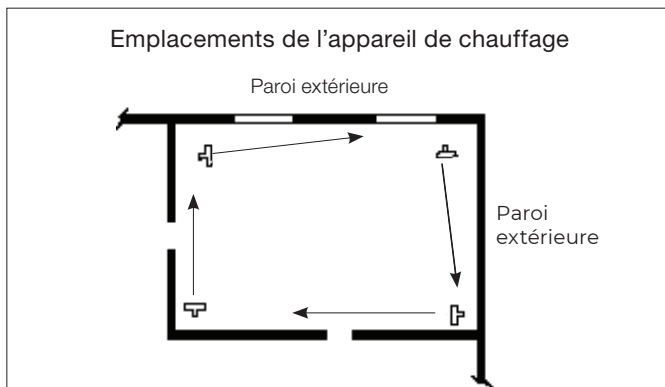 Emplacements de l’appareil de chauffage
Paroi extérieure
Paroi
extérieure